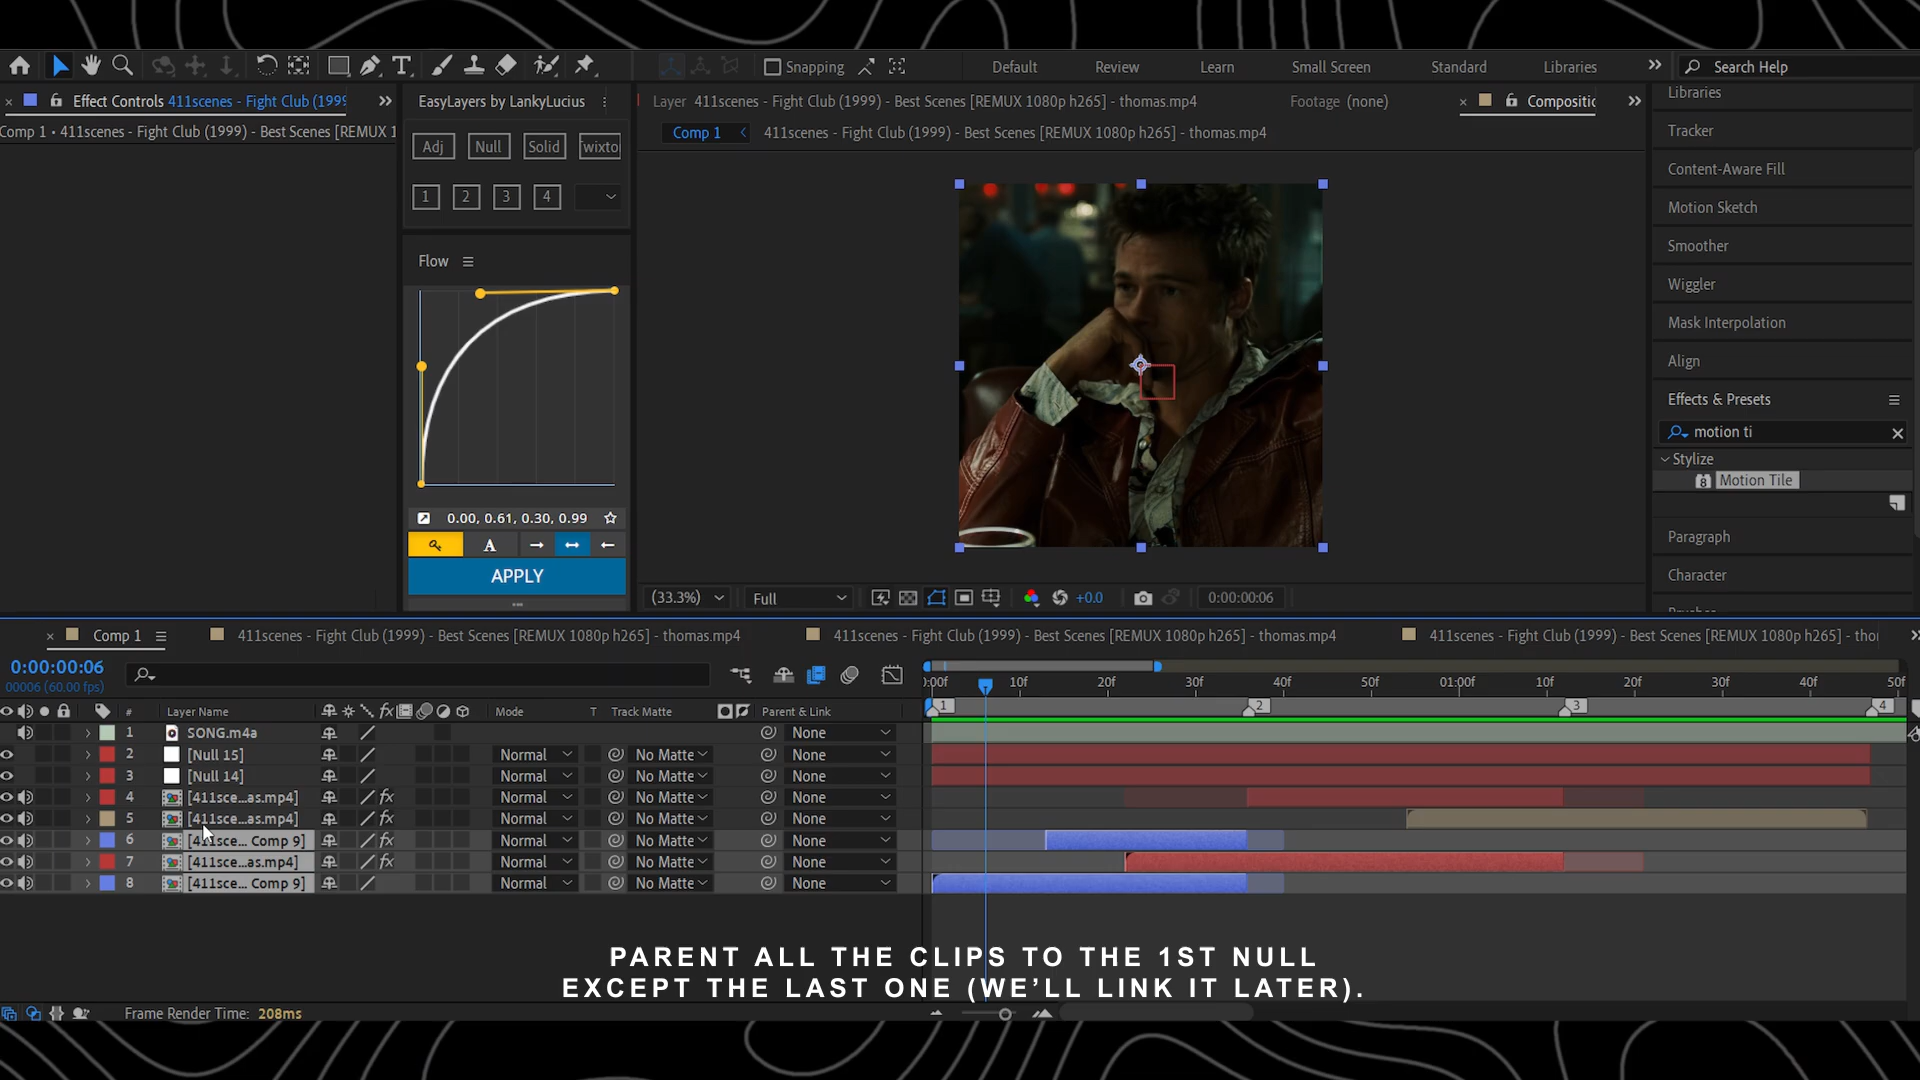 Snapping
Default
Review
Learn
Small Screen
Standard
Libraries
Search Help
Effect Controls 411scenes - Fight Club (1999
Comp 1 • 411scenes - Fight Club (1999) - Best Scenes [REMUX 1
EasyLayers by LankyLucius
Adj
Null
Solid
wixto
1
2
3
4
Flow
0.00, 0.61, 0.30, 0.99
A
APPLY
Layer 411scenes - Fight Club (1999) - Best Scenes [REMUX 1080p h265] - thomas.mp4
Footage (none)
Compositic
Comp 1
411scenes - Fight Club (1999) - Best Scenes [REMUX 1080p h265] - thomas.mp4
(33.3%)
Full
+0.0
0:00:00:06
Libraries
Tracker
Content-Aware Fill
Motion Sketch
Smoother
Wiggler
Mask Interpolation
Align
Effects & Presets
motion ti
Stylize
8 Motion Tile
Paragraph
Character
Comp 1
411scenes - Fight Club (1999) - Best Scenes [REMUX 1080p h265] - thomas.mp4
411scenes - Fight Club (1999) - Best Scenes [REMUX 1080p h265] - thomas.mp4
411scenes - Fight Club (1999) - Best Scenes [REMUX 1080p h265] - tho
0:00:00:06
00006 (60.00 fps)
):00f 10f 20f 30f 40f 50f 01:00f 10f 20f 30f 40f 50f
1 2 3 4
# Layer Name fx Mode T Track Matte Parent & Link
1 SONG.m4a None
2 [Null 15] Normal No Matte None
3 [Null 14] Normal No Matte None
4 [411sce...as.mp4] fx Normal No Matte None
5 [411sce...as.mp4] Normal No Matte None
6 [411sce... Comp 9] fx Normal No Matte None
7 [411sce...as.mp4] fx Normal No Matte None
8 [411sce... Comp 9] Normal No Matte None
PARENT ALL THE CLIPS TO THE 1ST NULL
EXCEPT THE LAST ONE (WE’LL LINK IT LATER).
Frame Render Time: 208ms